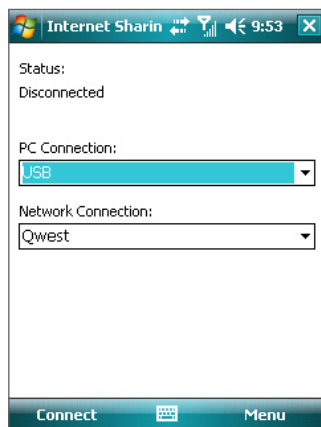 Internet Sharin 9:53
Status:
Disconnected
PC Connection:
USB
Network Connection:
Qwest
Connect Menu